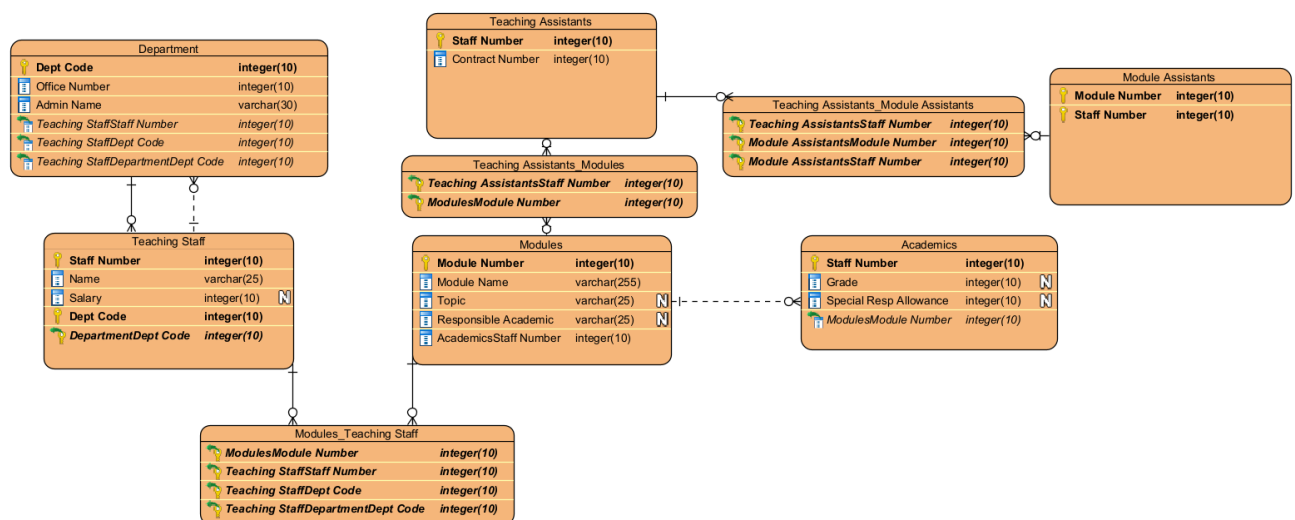 Teaching Assistants
Staff Number integer(10)
Contract Number integer(10)
Department
Dept Code integer(10)
Office Number integer(10)
Admin Name varchar(30)
Teaching StaffStaff Number integer(10)
Teaching StaffDept Code integer(10)
Teaching StaffDepartmentDept Code integer(10)
Module Assistants
Module Number integer(10)
Staff Number integer(10)
Teaching Assistants_Module Assistants
Teaching AssistantsStaff Number integer(10)
Module AssistantsModule Number integer(10)
Module AssistantsStaff Number integer(10)
Teaching Assistants_Modules
Teaching AssistantsStaff Number integer(10)
ModulesModule Number integer(10)
Teaching Staff
Staff Number integer(10)
Name varchar(25)
Salary integer(10) N
Dept Code integer(10)
DepartmentDept Code integer(10)
Modules
Module Number integer(10)
Module Name varchar(255)
Topic varchar(25) N
Responsible Academic varchar(25) N
AcademicsStaff Number integer(10)
Academics
Staff Number integer(10)
Grade integer(10) N
Special Resp Allowance integer(10) N
ModulesModule Number integer(10)
Modules_Teaching Staff
ModulesModule Number integer(10)
Teaching StaffStaff Number integer(10)
Teaching StaffDept Code integer(10)
Teaching StaffDepartmentDept Code integer(10)